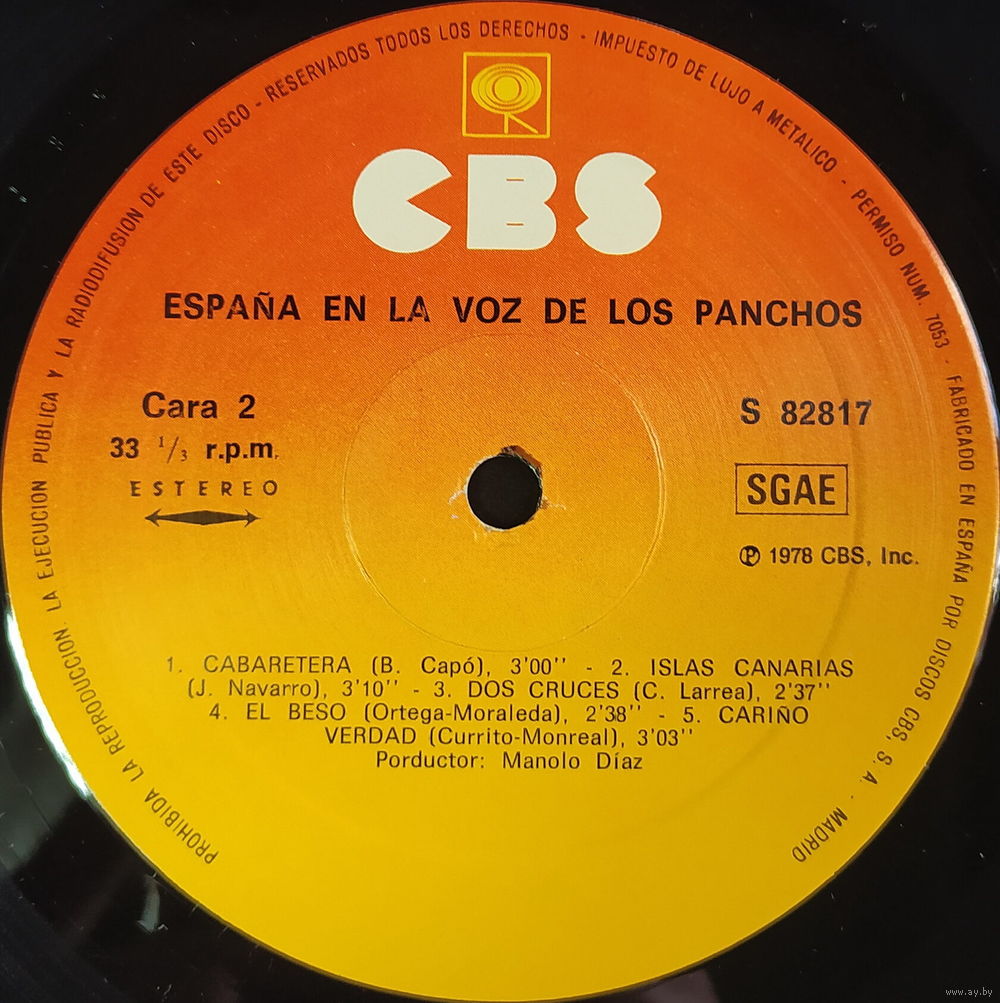 PROHIBIDA LA REPRODUCCION, LA EJECUCION PUBLICA Y LA RADIODIFUSION DE ESTE DISCO - RESERVADOS TODOS LOS DERECHOS - IMPUESTO DE LUJO A METALICO - PERMISO NUM. 7053 - FABRICADO EN ESPAÑA POR DISCOS CBS, S. A. - MADRID
CBS
ESPAÑA EN LA VOZ DE LOS PANCHOS
Cara 2
S 82817
33 1/3 r.p.m.
ESTEREO
SGAE
℗ 1978 CBS, Inc.
1. CABARETERA (B. Capó), 3'00'' - 2. ISLAS CANARIAS
(J. Navarro), 3'10'' - 3. DOS CRUCES (C. Larrea), 2'37''
4. EL BESO (Ortega-Moraleda), 2'38'' - 5. CARIÑO
VERDAD (Currito-Monreal), 3'03''
Porductor: Manolo Díaz
www.ay.by